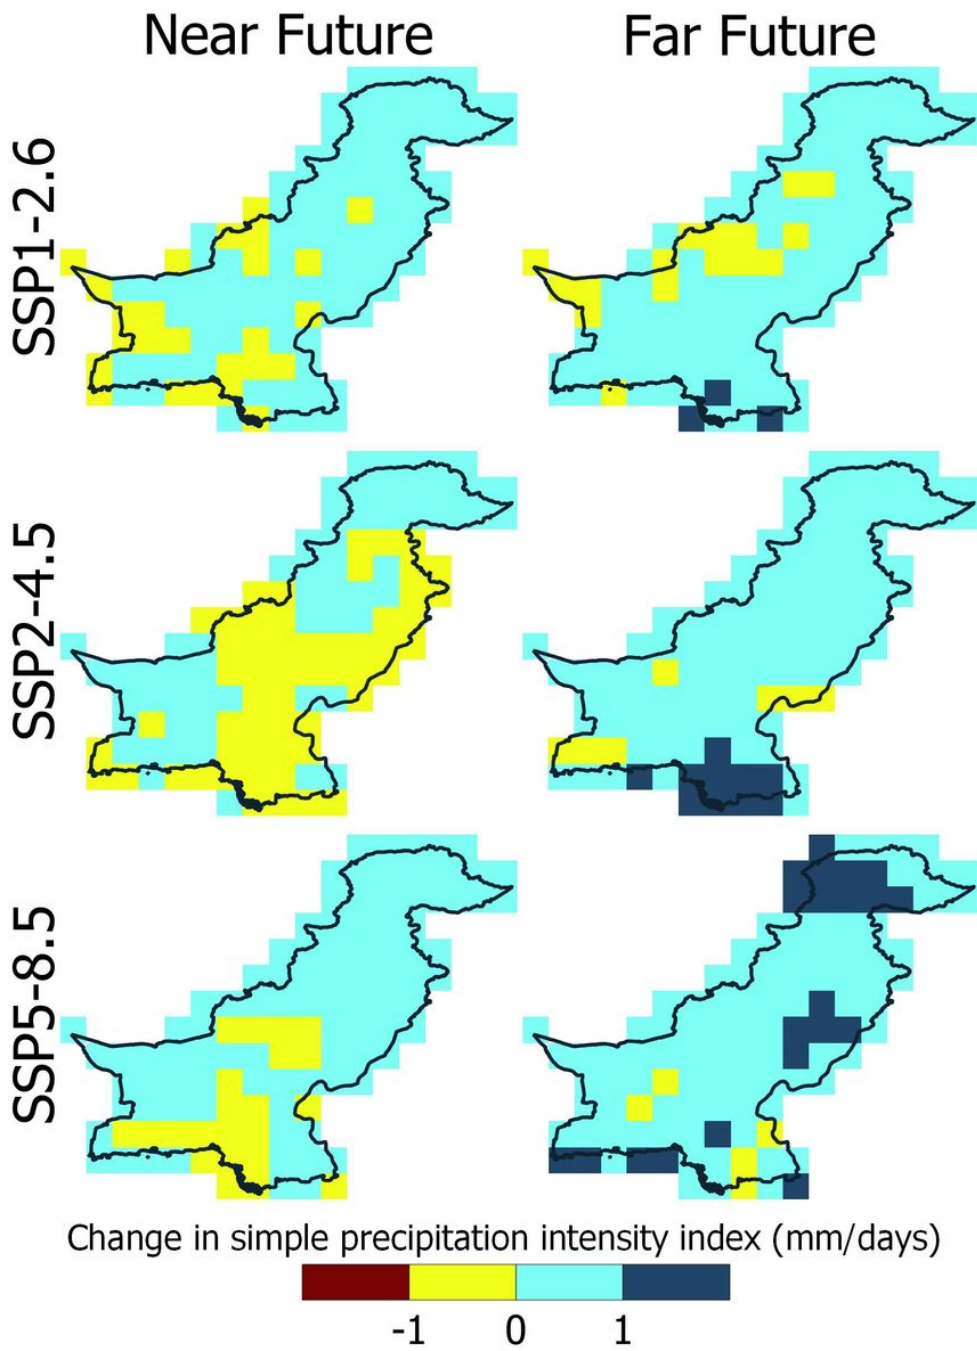 Near Future
Far Future
SSP1-2.6
SSP2-4.5
SSP5-8.5
Change in simple precipitation intensity index (mm/days)
-1 0 1